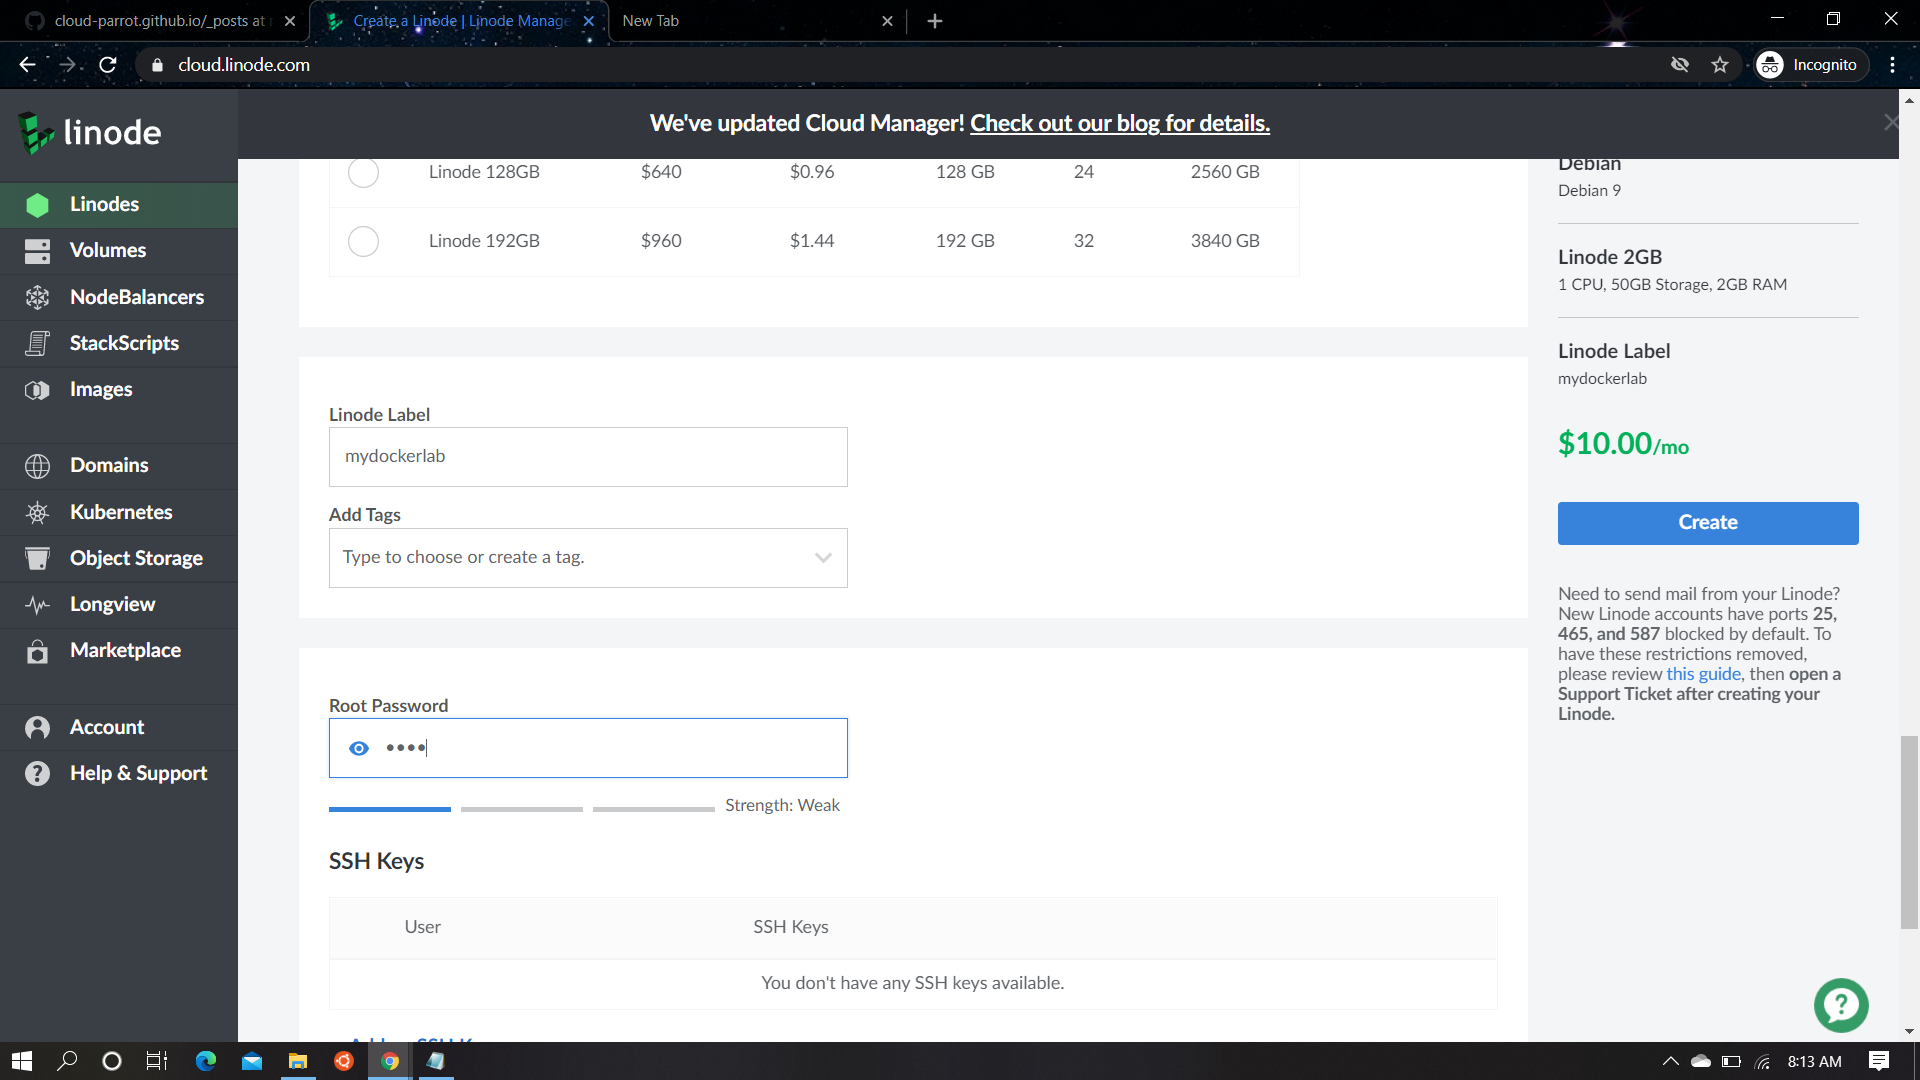 cloud-parrot.github.io/_posts at
Create a Linode | Linode Manage
New Tab
cloud.linode.com
Incognito
linode
We've updated Cloud Manager! Check out our blog for details.
Linodes
Volumes
NodeBalancers
StackScripts
Images
Domains
Kubernetes
Object Storage
Longview
Marketplace
Account
Help & Support
Linode 128GB $640 $0.96 128 GB 24 2560 GB
Linode 192GB $960 $1.44 192 GB 32 3840 GB
Linode Label
mydockerlab
Add Tags
Type to choose or create a tag.
Root Password
••••
Strength: Weak
SSH Keys
User SSH Keys
You don't have any SSH keys available.
Debian
Debian 9
Linode 2GB
1 CPU, 50GB Storage, 2GB RAM
Linode Label
mydockerlab
$10.00/mo
Create
Need to send mail from your Linode?
New Linode accounts have ports 25,
465, and 587 blocked by default. To
have these restrictions removed,
please review this guide, then open a
Support Ticket after creating your
Linode.
8:13 AM